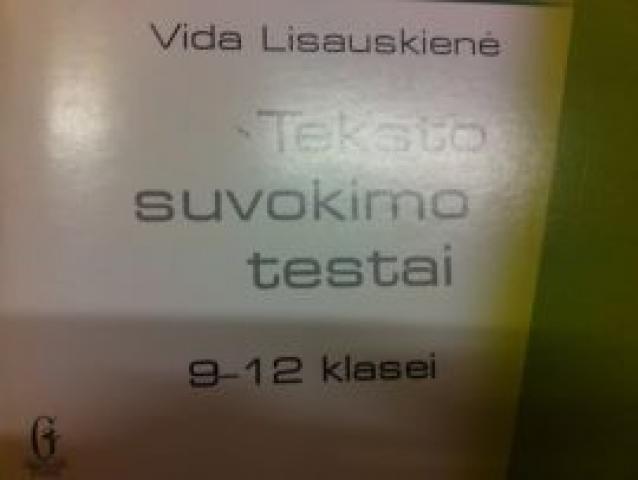 Vida Lisauskienė
Teksto
suvokimo
testai
9-12 klasei